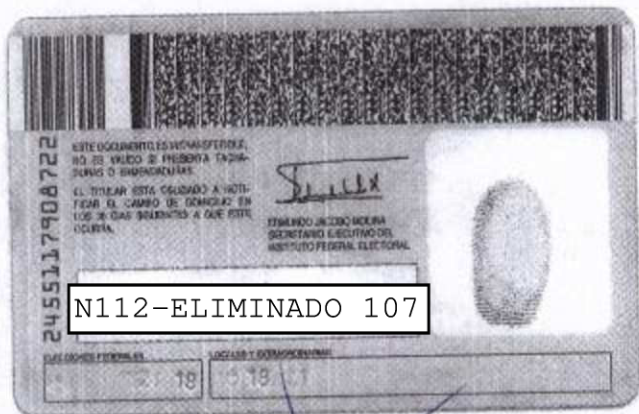 2455117908722
ESTE DOCUMENTO ES INTRANSFERIBLE,
NO ES VALIDO SI PRESENTA TACHA-
DURAS O ENMENDADURAS.
EL TITULAR ESTA OBLIGADO A NOTI-
FICAR EL CAMBIO DE DOMICILIO EN
LOS 30 DIAS SIGUIENTES A QUE ESTE
OCURRA.
EDMUNDO JACOBO MOLINA
SECRETARIO EJECUTIVO DEL
INSTITUTO FEDERAL ELECTORAL
N112-ELIMINADO 107
ELECCIONES FEDERALES
LOCALES Y EXTRAORDINARIAS
18